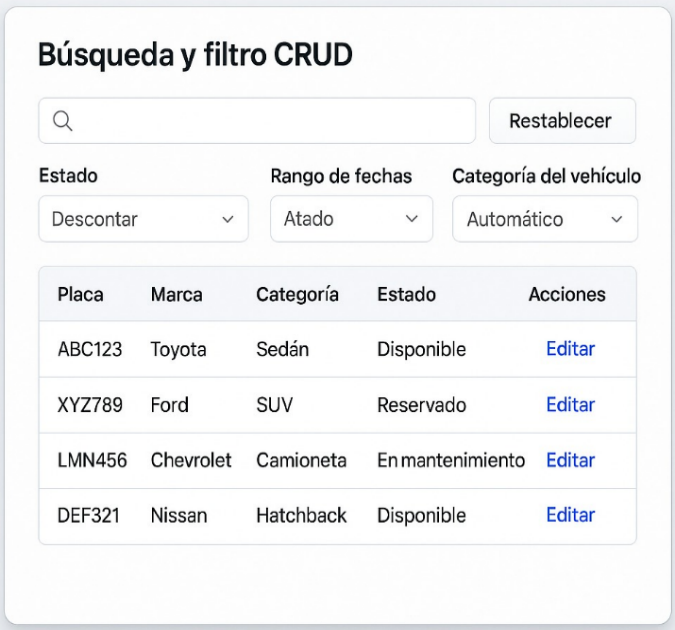 Búsqueda y filtro CRUD
Restablecer
Estado Rango de fechas Categoría del vehículo
Descontar Atado Automático
Placa Marca Categoría Estado Acciones
ABC123 Toyota Sedán Disponible Editar
XYZ789 Ford SUV Reservado Editar
LMN456 Chevrolet Camioneta En mantenimiento Editar
DEF321 Nissan Hatchback Disponible Editar